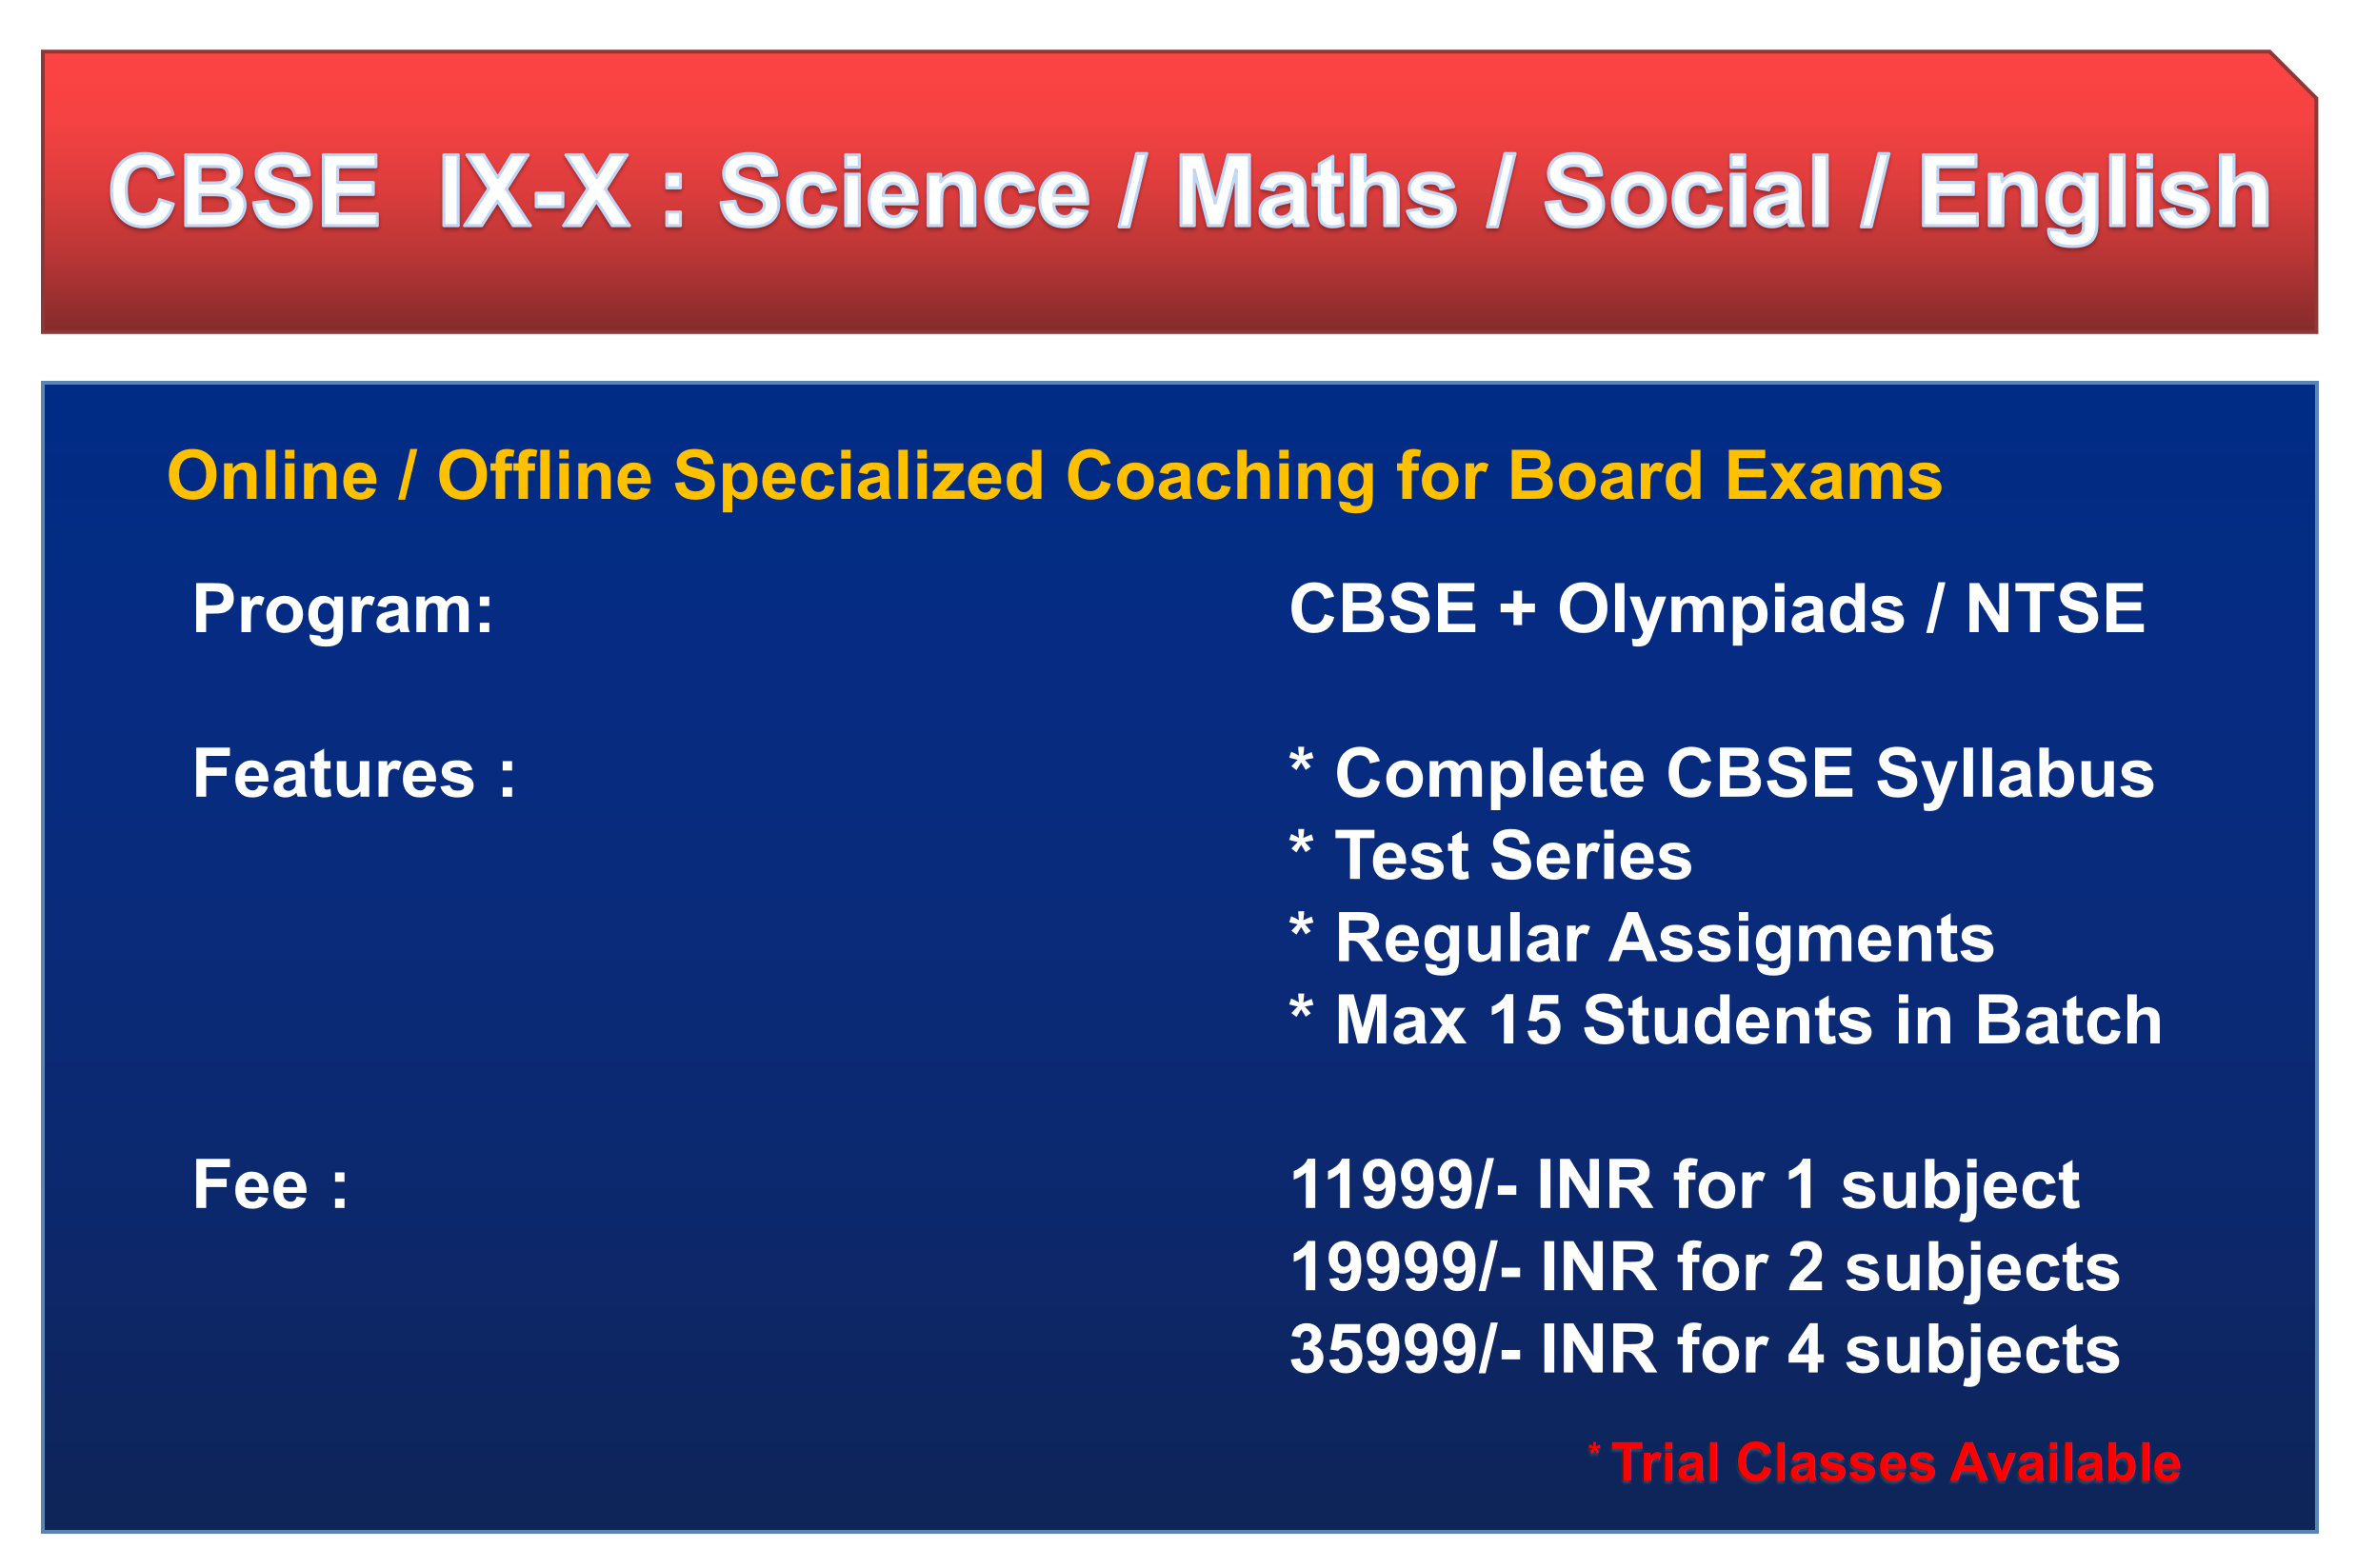 CBSE IX-X : Science / Maths / Social / English
Online / Offline Specialized Coaching for Board Exams
Program: CBSE + Olympiads / NTSE
Features : * Complete CBSE Syllabus
* Test Series
* Regular Assigments
* Max 15 Students in Batch
Fee : 11999/- INR for 1 subject
19999/- INR for 2 subjects
35999/- INR for 4 subjects
* Trial Classes Available